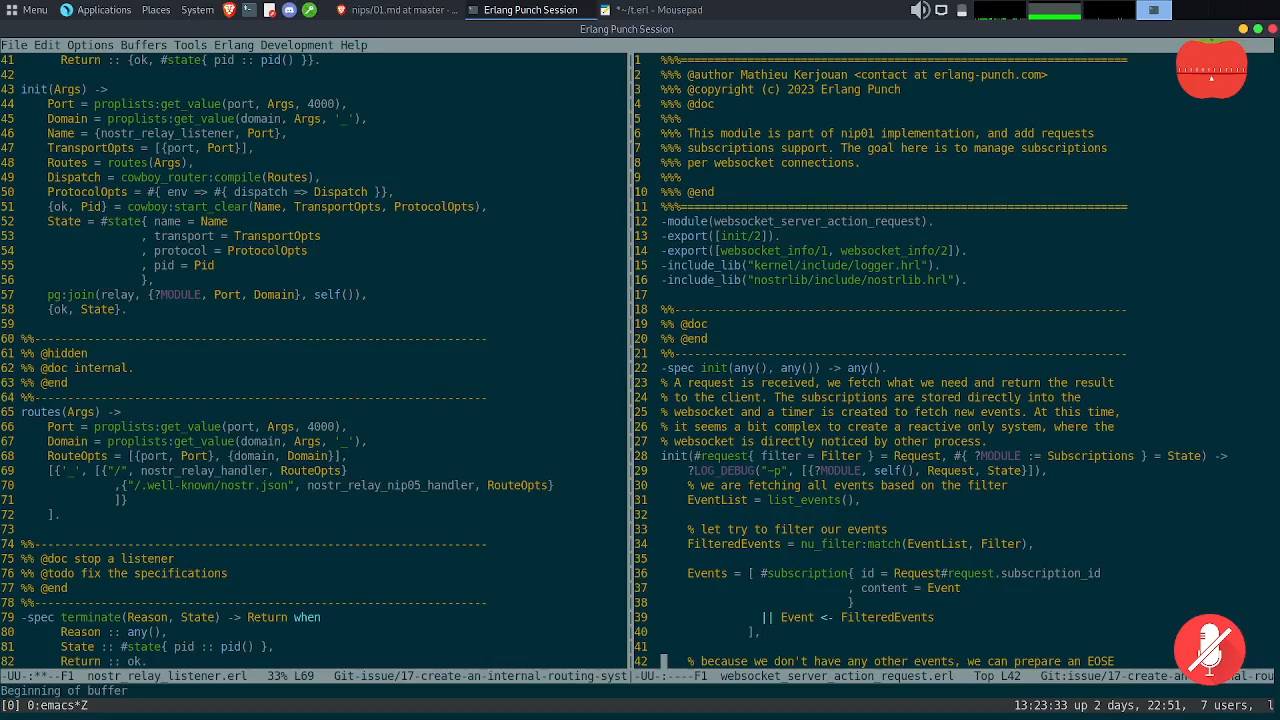 Menu Applications Places System nips/01.md at master -... Erlang Punch Session *~/t.erl - Mousepad
Erlang Punch Session
File Edit Options Buffers Tools Erlang Development Help
41     Return :: {ok, #state{ pid :: pid() }}.
42
43 init(Args) ->
44     Port = proplists:get_value(port, Args, 4000),
45     Domain = proplists:get_value(domain, Args, '_'),
46     Name = {nostr_relay_listener, Port},
47     TransportOpts = [{port, Port}],
48     Routes = routes(Args),
49     Dispatch = cowboy_router:compile(Routes),
50     ProtocolOpts = #{ env => #{ dispatch => Dispatch }},
51     {ok, Pid} = cowboy:start_clear(Name, TransportOpts, ProtocolOpts),
52     State = #state{ name = Name
53                   , transport = TransportOpts
54                   , protocol = ProtocolOpts
55                   , pid = Pid
56                   },
57     pg:join(relay, {?MODULE, Port, Domain}, self()),
58     {ok, State}.
59
60 %%--------------------------------------------------------------------
61 %% @hidden
62 %% @doc internal.
63 %% @end
64 %%--------------------------------------------------------------------
65 routes(Args) ->
66     Port = proplists:get_value(port, Args, 4000),
67     Domain = proplists:get_value(domain, Args, '_'),
68     RouteOpts = [{port, Port}, {domain, Domain}],
69     [{'_', [{"/", nostr_relay_handler, RouteOpts}
70            ,{"/.well-known/nostr.json", nostr_relay_nip05_handler, RouteOpts}
71            ]}
72     ].
73
74 %%--------------------------------------------------------------------
75 %% @doc stop a listener
76 %% @todo fix the specifications
77 %% @end
78 %%--------------------------------------------------------------------
79 -spec terminate(Reason, State) -> Return when
80       Reason :: any(),
81       State :: #state{ pid :: pid() },
82       Return :: ok.
-UU-:**--F1  nostr_relay_listener.erl   33% L69   Git-issue/17-create-an-internal-routing-syst
1 %%%===================================================================
2 %%% @author Mathieu Kerjouan <contact at erlang-punch.com>
3 %%% @copyright (c) 2023 Erlang Punch
4 %%% @doc
5 %%%
6 %%% This module is part of nip01 implementation, and add requests
7 %%% subscriptions support. The goal here is to manage subscriptions
8 %%% per websocket connections.
9 %%%
10 %%% @end
11 %%%===================================================================
12 -module(websocket_server_action_request).
13 -export([init/2]).
14 -export([websocket_info/1, websocket_info/2]).
15 -include_lib("kernel/include/logger.hrl").
16 -include_lib("nostrlib/include/nostrlib.hrl").
17
18 %%--------------------------------------------------------------------
19 %% @doc
20 %% @end
21 %%--------------------------------------------------------------------
22 -spec init(any(), any()) -> any().
23 % A request is received, we fetch what we need and return the result
24 % to the client. The subscriptions are stored directly into the
25 % websocket and a timer is created to fetch new events. At this time,
26 % it seems a bit complex to create a reactive only system, where the
27 % websocket is directly noticed by other process.
28 init(#request{ filter = Filter } = Request, #{ ?MODULE := Subscriptions } = State) ->
29     ?LOG_DEBUG("~p", [{?MODULE, self(), Request, State}]),
30     % we are fetching all events based on the filter
31     EventList = list_events(),
32
33     % let try to filter our events
34     FilteredEvents = nu_filter:match(EventList, Filter),
35
36     Events = [ #subscription{ id = Request#request.subscription_id
37                             , content = Event
38                             }
39                || Event <- FilteredEvents
40              ],
41
42     % because we don't have any other events, we can prepare an EOSE
-UU-:----F1  websocket_server_action_request.erl   Top L42   Git:issue/17-create-an-
Beginning of buffer
[0] 0:emacs*Z 13:23:33 up 2 days, 22:51, 7 users, l